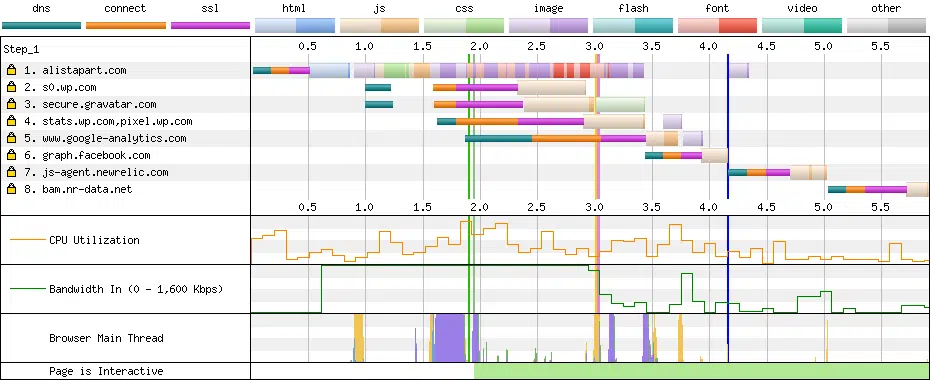 dns connect ssl html js css image flash font video other
Step_1 0.5 1.0 1.5 2.0 2.5 3.0 3.5 4.0 4.5 5.0 5.5
1. alistapart.com
2. s0.wp.com
3. secure.gravatar.com
4. stats.wp.com,pixel.wp.com
5. www.google-analytics.com
6. graph.facebook.com
7. js-agent.newrelic.com
8. bam.nr-data.net
0.5 1.0 1.5 2.0 2.5 3.0 3.5 4.0 4.5 5.0 5.5
CPU Utilization
Bandwidth In (0 - 1,600 Kbps)
Browser Main Thread
Page is Interactive